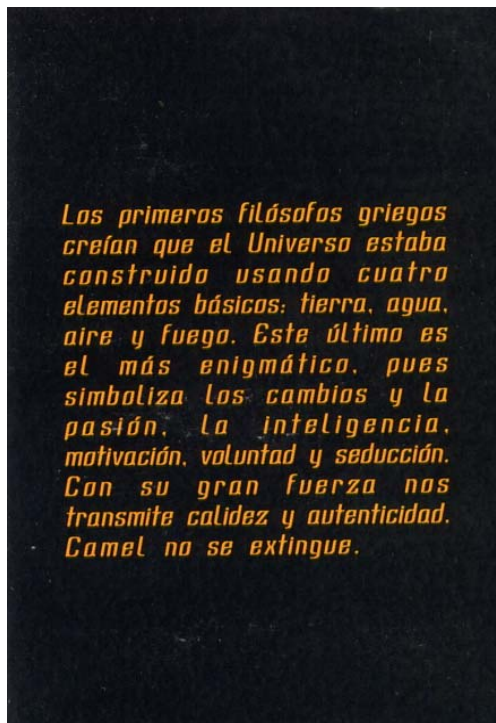 Los primeros filósofos griegos
creían que el Universo estaba
construido usando cuatro
elementos básicos: tierra, agua,
aire y fuego. Este último es
el más enigmático, pues
simboliza los cambios y la
pasión, la inteligencia,
motivación, voluntad y seducción.
Con su gran fuerza nos
transmite calidez y autenticidad.
Camel no se extingue.